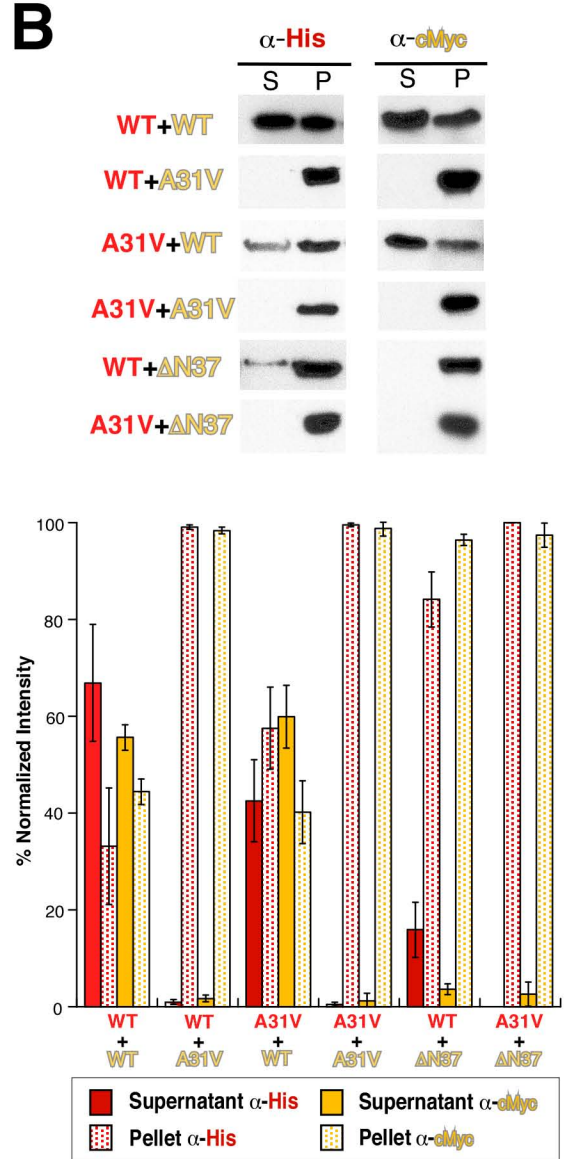 B
α-His α-cMyc
S P S P
WT+WT
WT+A31V
A31V+WT
A31V+A31V
WT+ΔN37
A31V+ΔN37
100
80
60
40
20
0
% Normalized Intensity
WT WT A31V A31V WT A31V
+ + + + + +
WT A31V WT A31V ΔN37 ΔN37
Supernatant α-His Supernatant α-cMyc
Pellet α-His Pellet α-cMyc